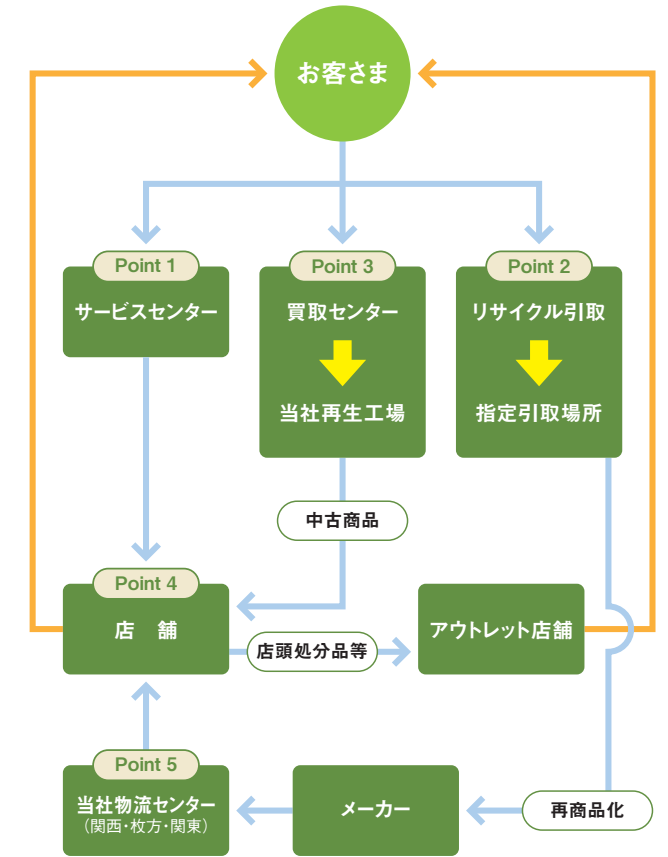 お客さま
Point 1
サービスセンター
Point 3
買取センター
当社再生工場
Point 2
リサイクル引取
指定引取場所
中古商品
Point 4
店　舗
店頭処分品等
アウトレット店舗
Point 5
当社物流センター
（関西・枚方・関東）
メーカー
再商品化